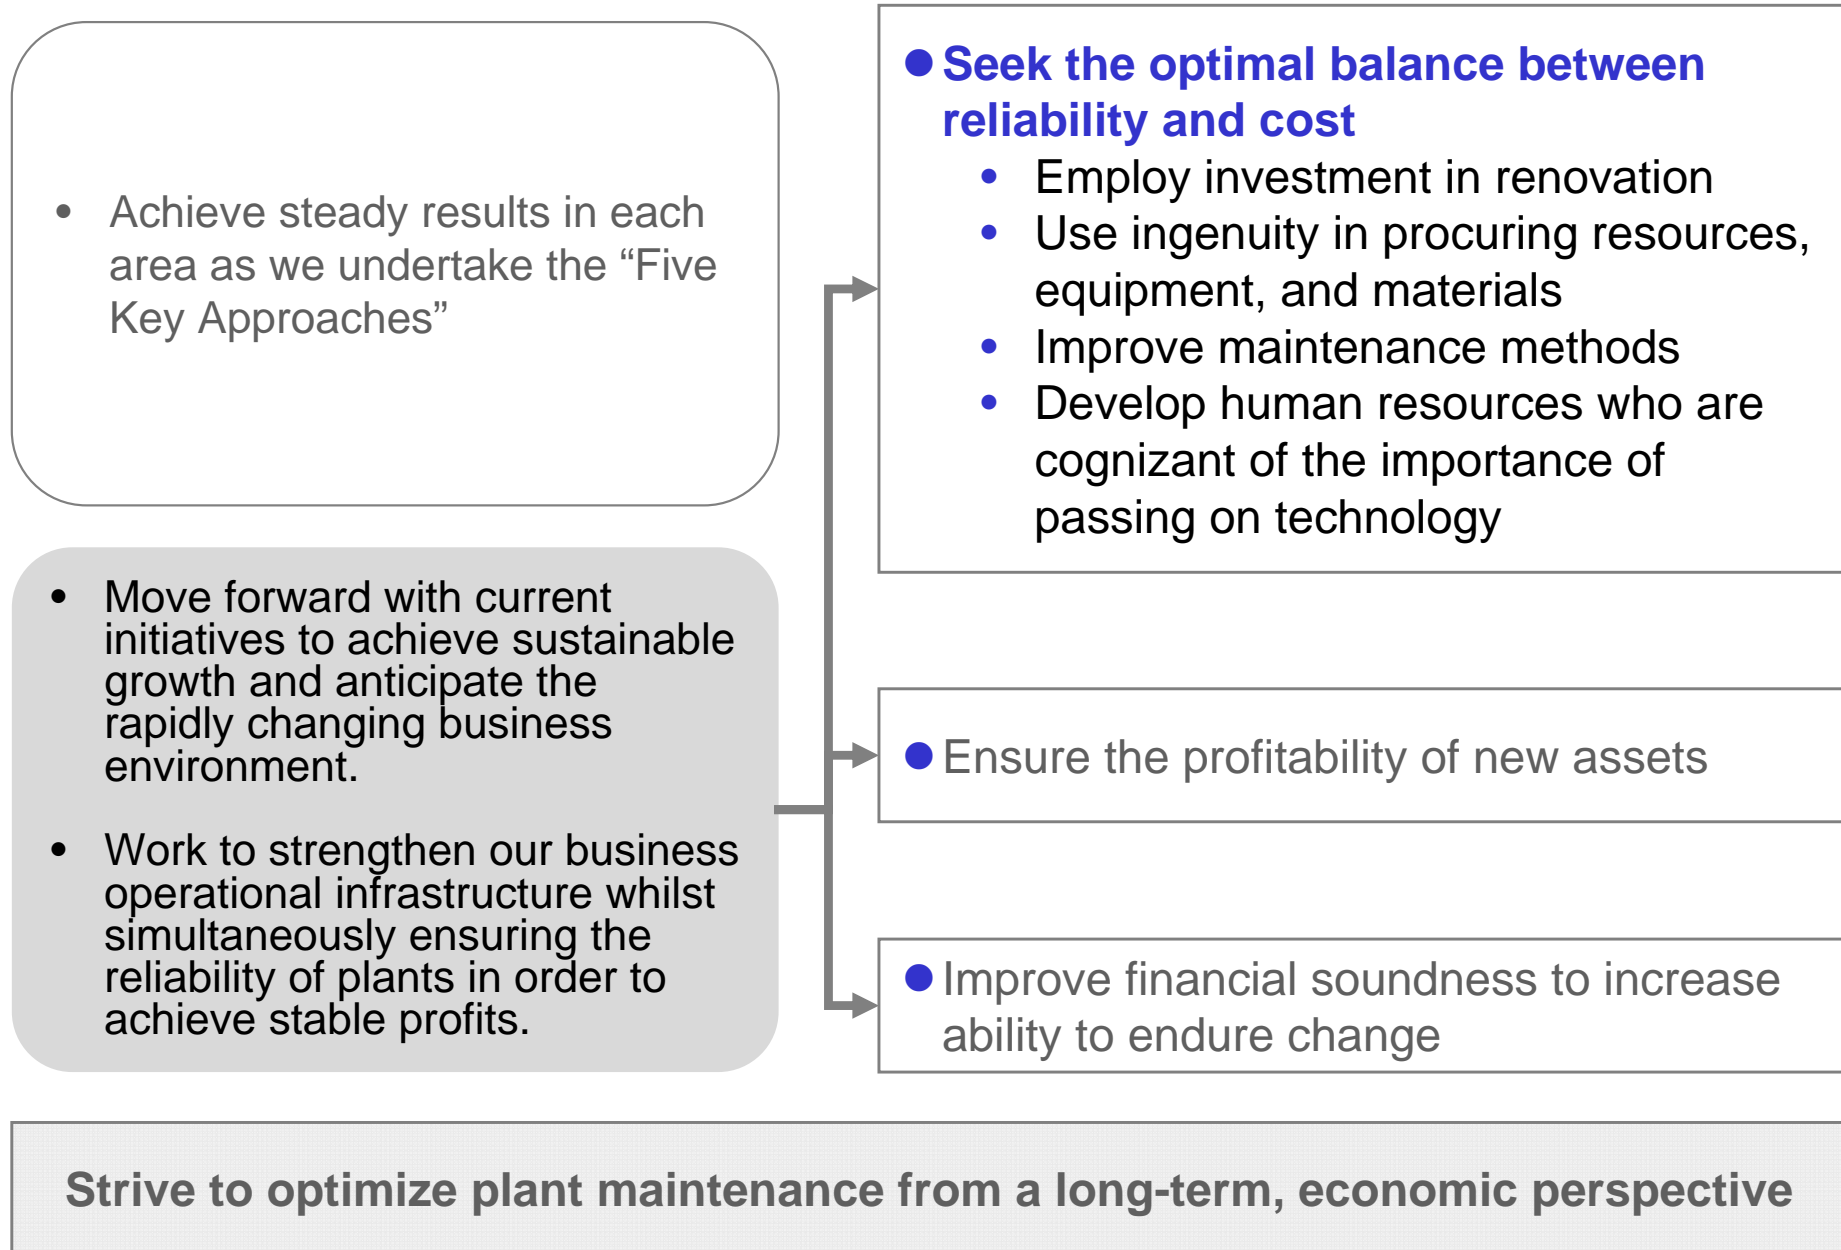 • Achieve steady results in each
area as we undertake the “Five
Key Approaches”
• Move forward with current
initiatives to achieve sustainable
growth and anticipate the
rapidly changing business
environment.
• Work to strengthen our business
operational infrastructure whilst
simultaneously ensuring the
reliability of plants in order to
achieve stable profits.
● Seek the optimal balance between
reliability and cost
• Employ investment in renovation
• Use ingenuity in procuring resources,
equipment, and materials
• Improve maintenance methods
• Develop human resources who are
cognizant of the importance of
passing on technology
● Ensure the profitability of new assets
● Improve financial soundness to increase
ability to endure change
Strive to optimize plant maintenance from a long-term, economic perspective